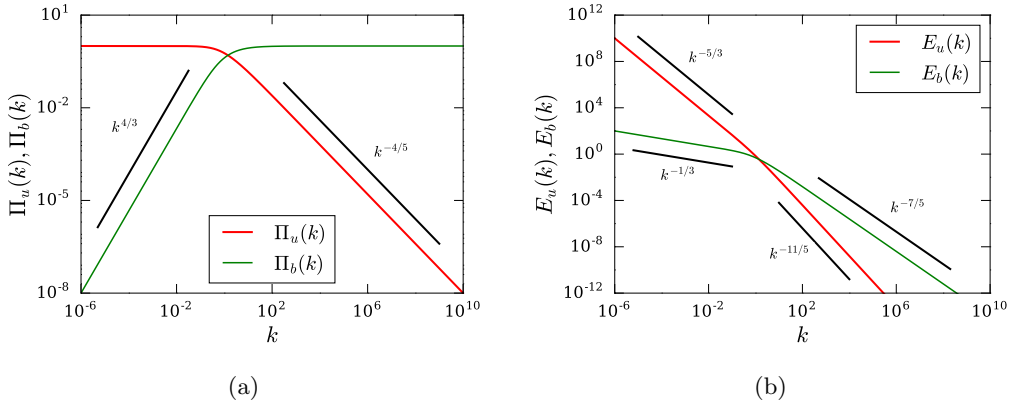 10^1
10^-2
10^-5
10^-8
Π_u(k), Π_b(k)
k^{4/3}
k^{-4/5}
Π_u(k)
Π_b(k)
10^-6 10^-2 10^2 10^6 10^10
k
(a)
10^12
10^8
10^4
10^0
10^-4
10^-8
10^-12
E_u(k), E_b(k)
k^{-5/3}
E_u(k)
E_b(k)
k^{-1/3}
k^{-7/5}
k^{-11/5}
10^-6 10^-2 10^2 10^6 10^10
k
(b)